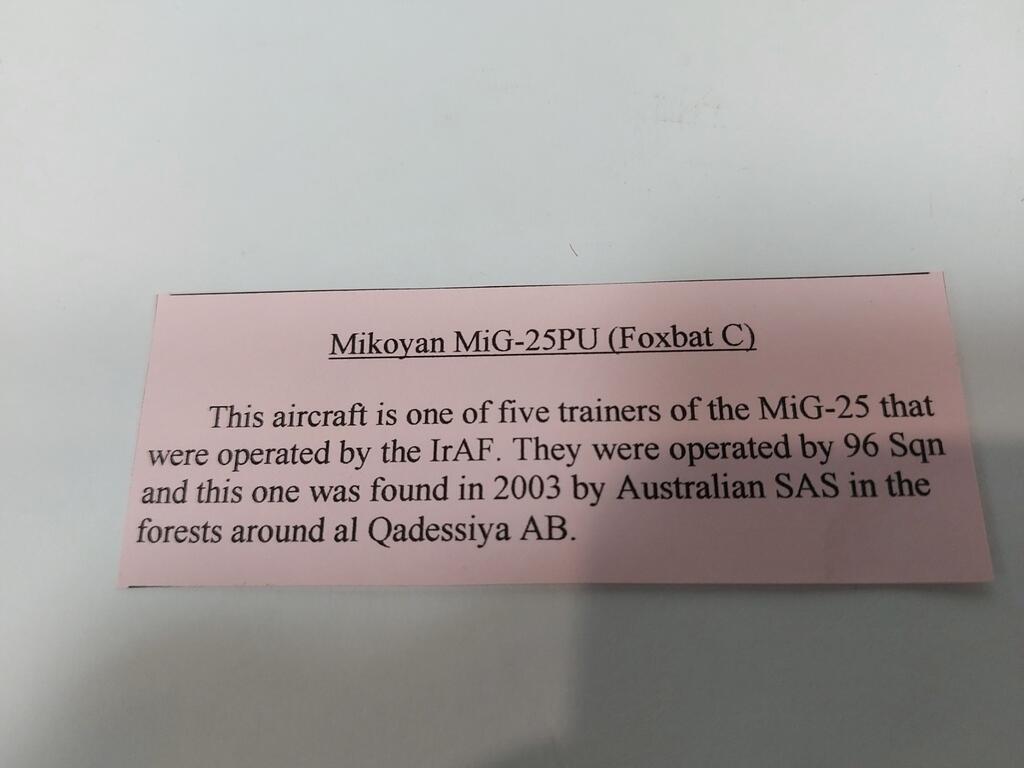 Mikoyan MiG-25PU (Foxbat C)
This aircraft is one of five trainers of the MiG-25 that
were operated by the IrAF. They were operated by 96 Sqn
and this one was found in 2003 by Australian SAS in the
forests around al Qadessiya AB.